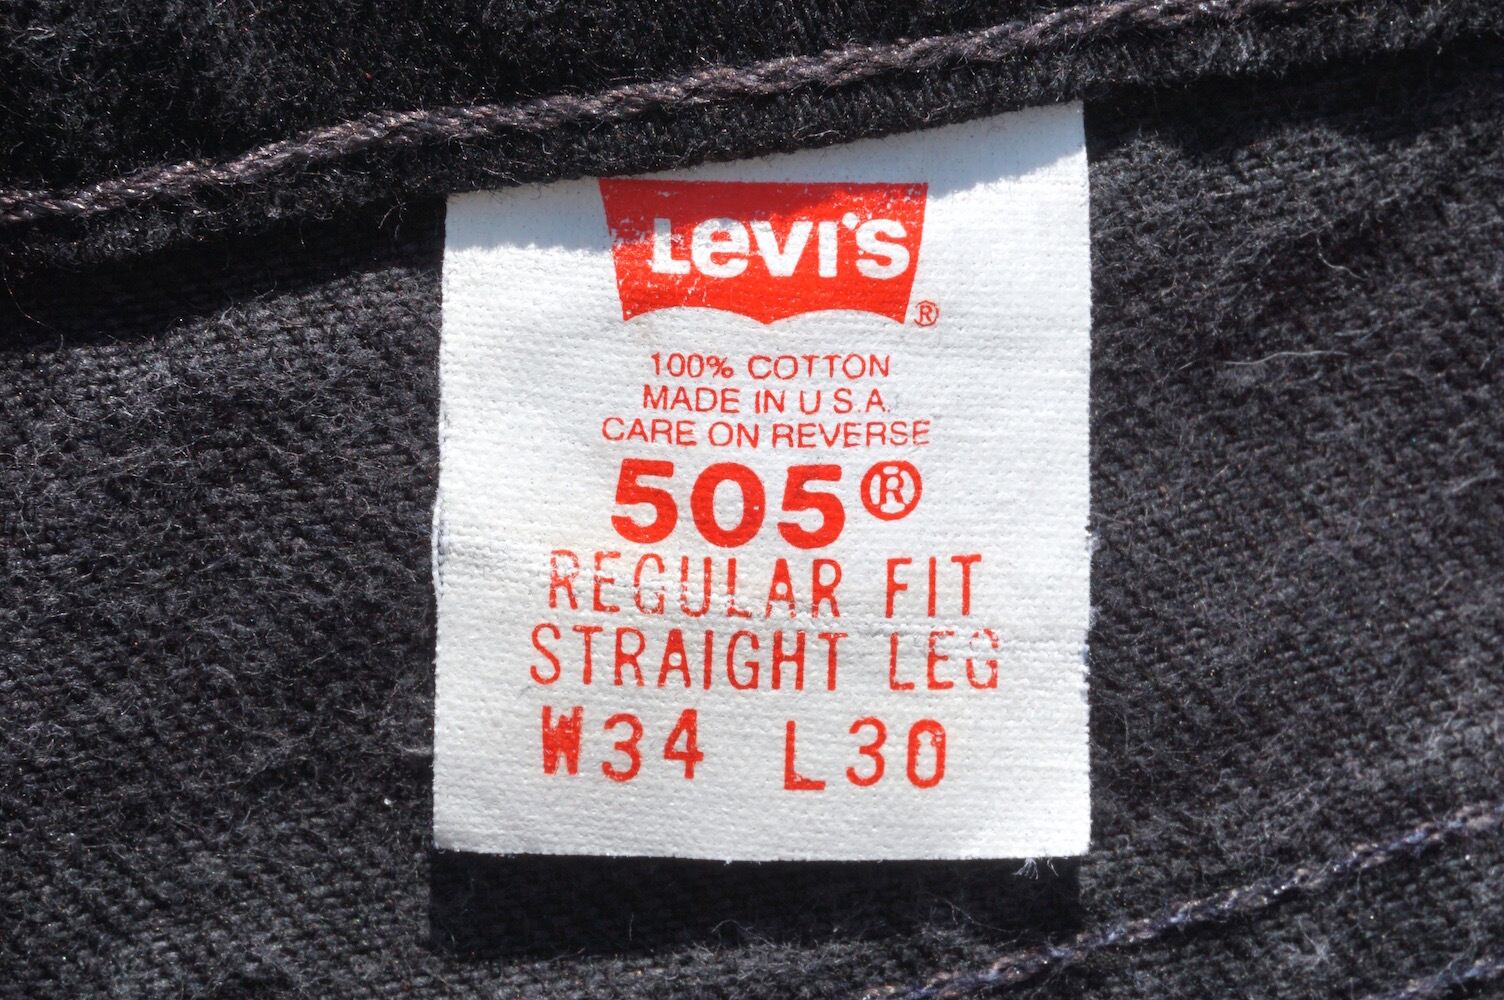 Levi's®
100% COTTON
MADE IN U.S.A.
CARE ON REVERSE
505®
REGULAR FIT
STRAIGHT LEG
W34 L30